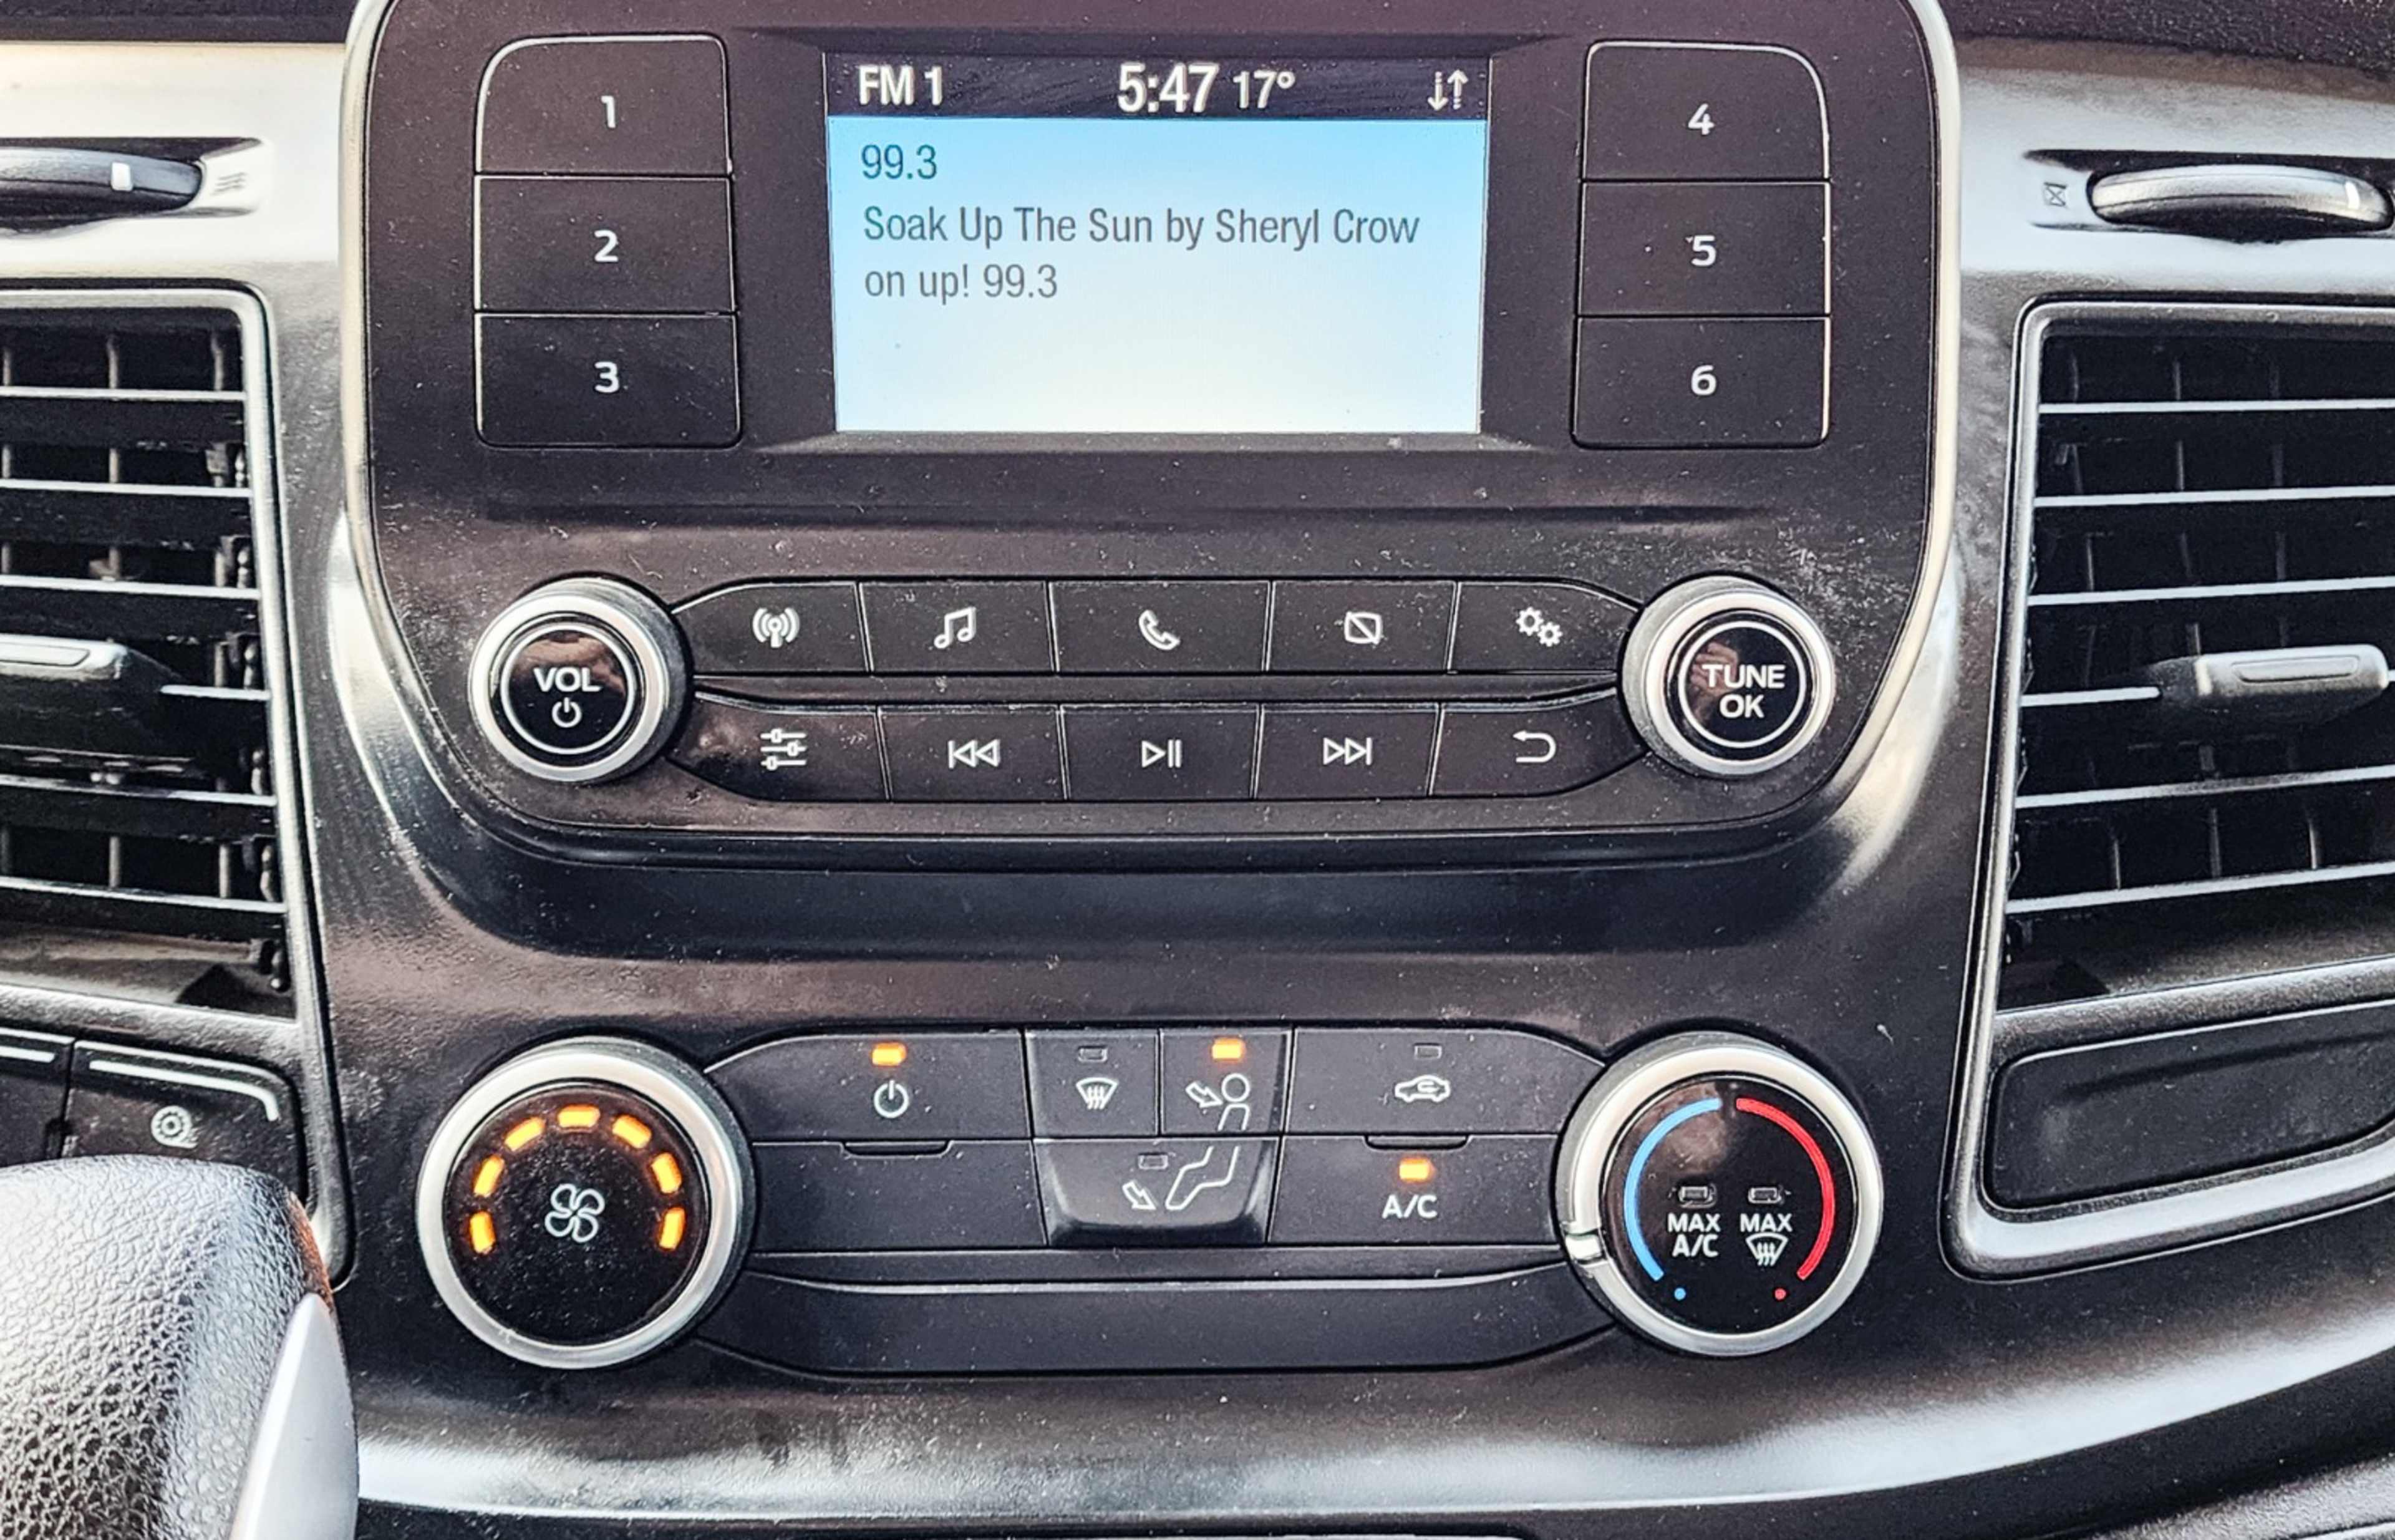 1
2
3
FM 1 5:47 17°
99.3
Soak Up The Sun by Sheryl Crow
on up! 99.3
4
5
6
VOL
TUNE
OK
A/C
MAX
A/C
MAX